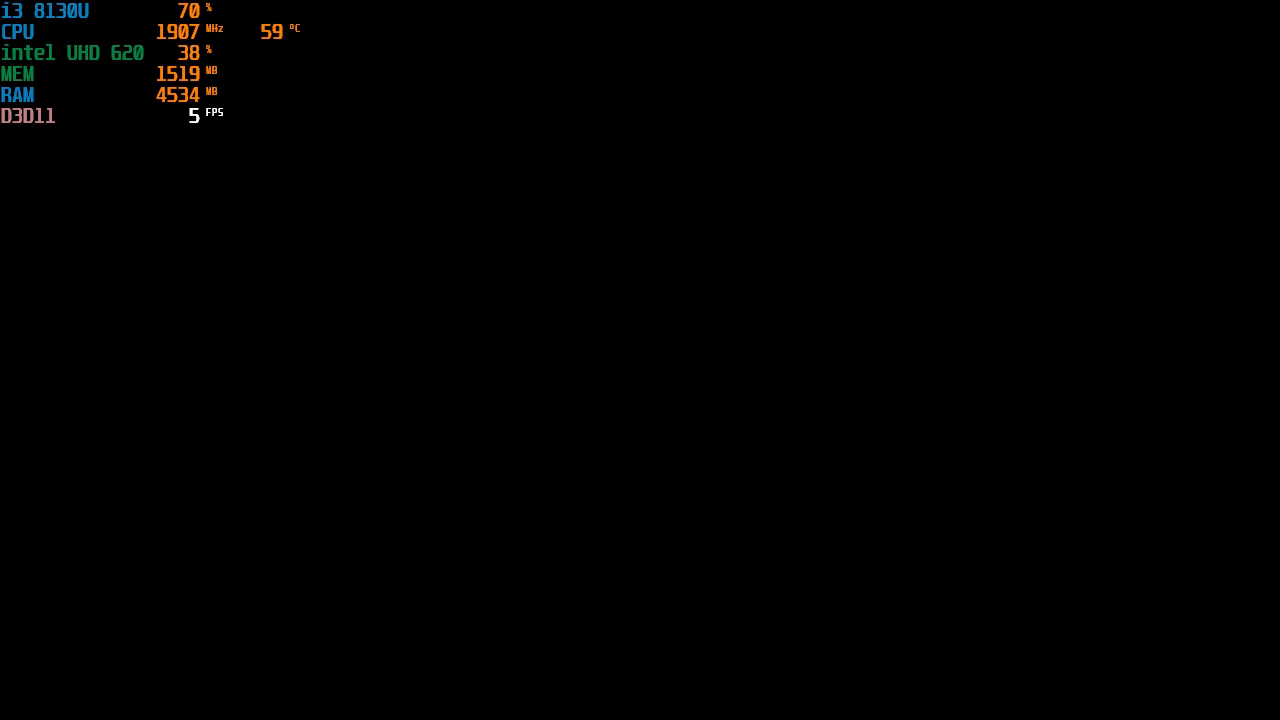 i3 8130U 70 %
CPU 1907 MHz 59 °C
intel UHD 620 38 %
MEM 1519 MB
RAM 4534 MB
D3D11 5 FPS